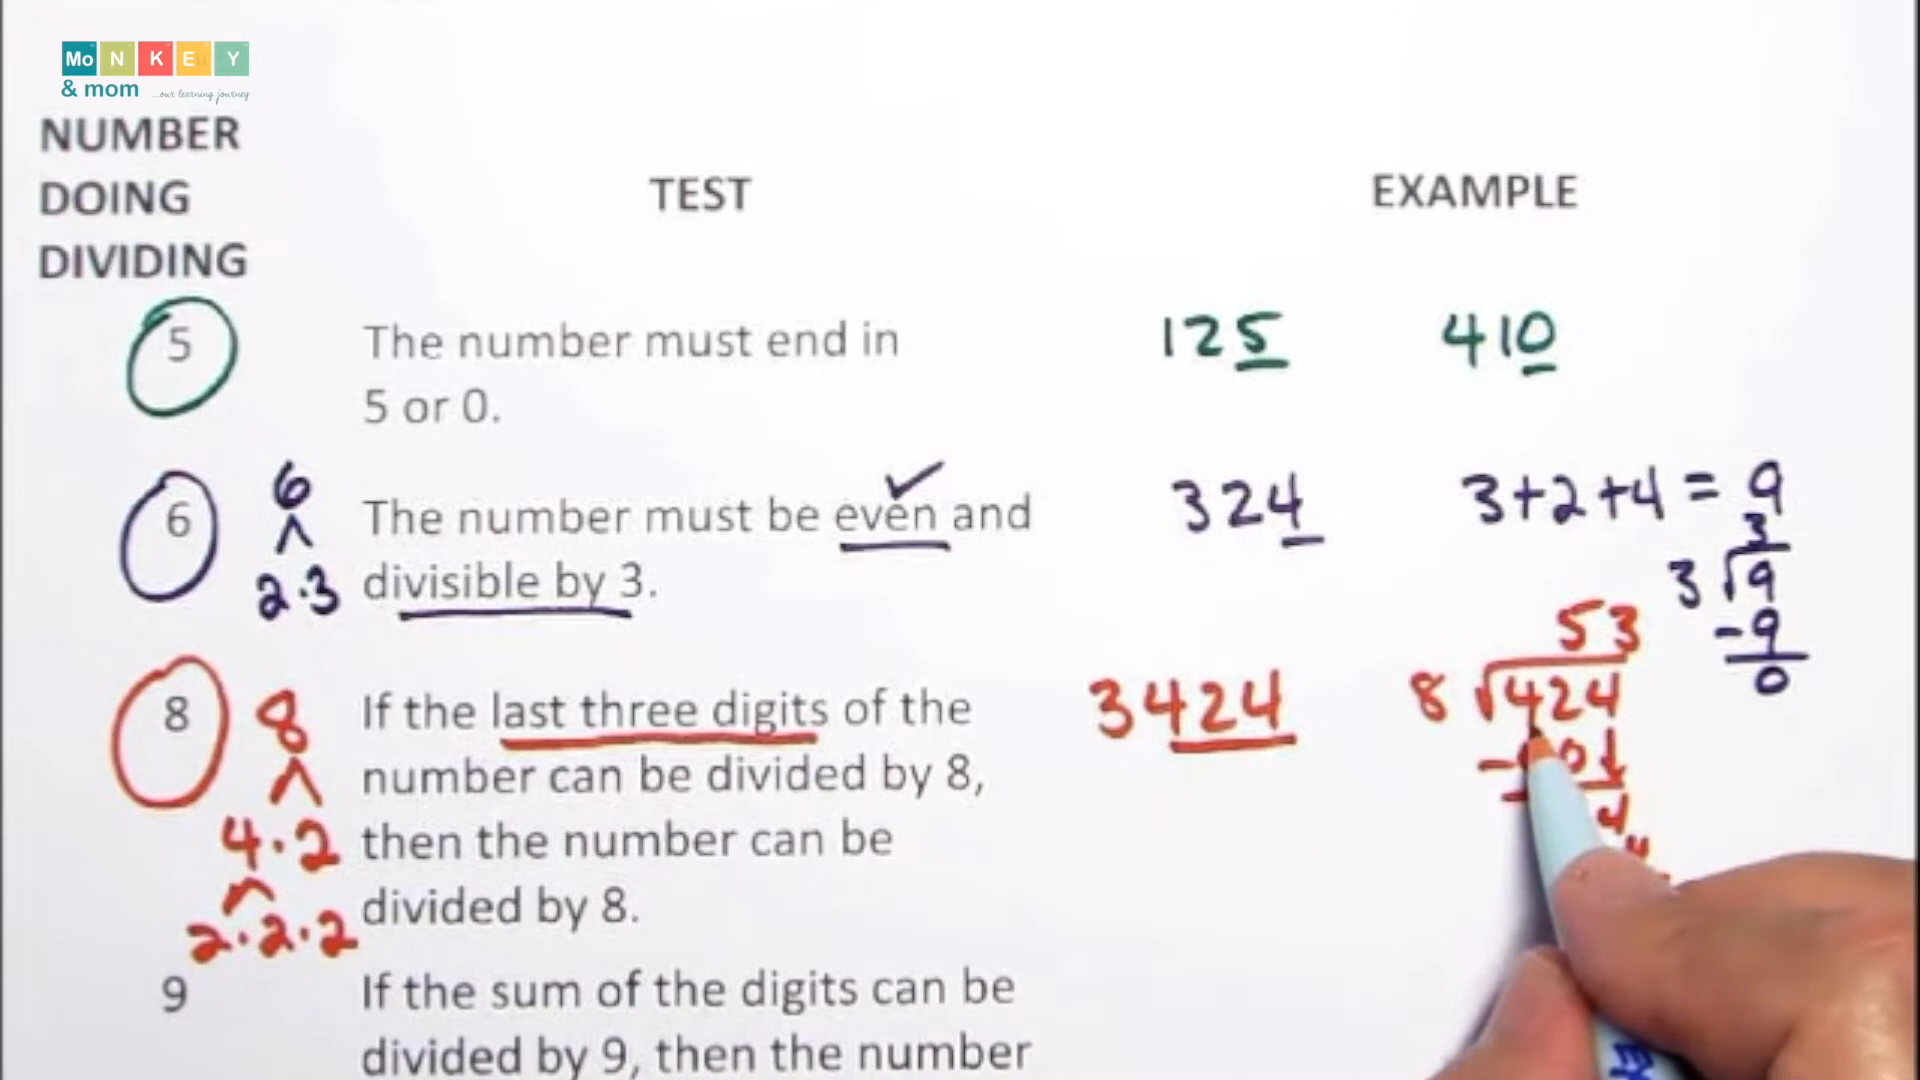 MoNKEY
& mom ...our learning journey
NUMBER
DOING
DIVIDING
TEST
EXAMPLE
5
The number must end in
5 or 0.
125
410
6
6
2·3
The number must be even and
divisible by 3.
324
3+2+4 = 9
3
3 √9
-9
0
8
8
4·2
2·2·2
If the last three digits of the
number can be divided by 8,
then the number can be
divided by 8.
3424
53
8 √424
9
If the sum of the digits can be
divided by 9, then the number